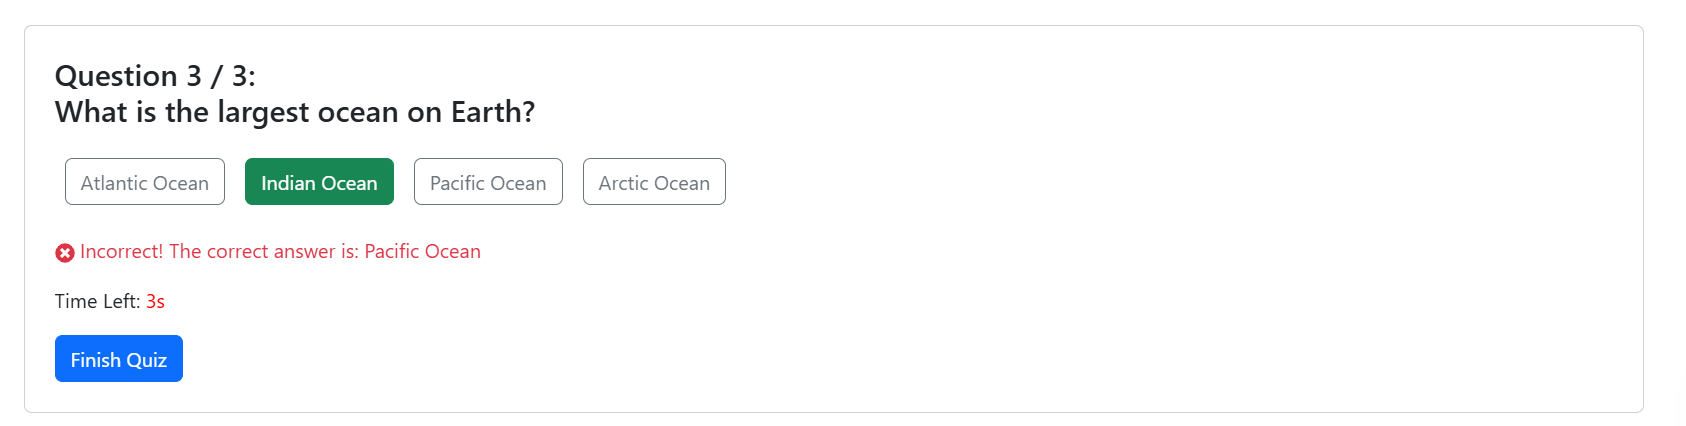 Question 3 / 3:
What is the largest ocean on Earth?
Atlantic Ocean Indian Ocean Pacific Ocean Arctic Ocean
Incorrect! The correct answer is: Pacific Ocean
Time Left: 3s
Finish Quiz